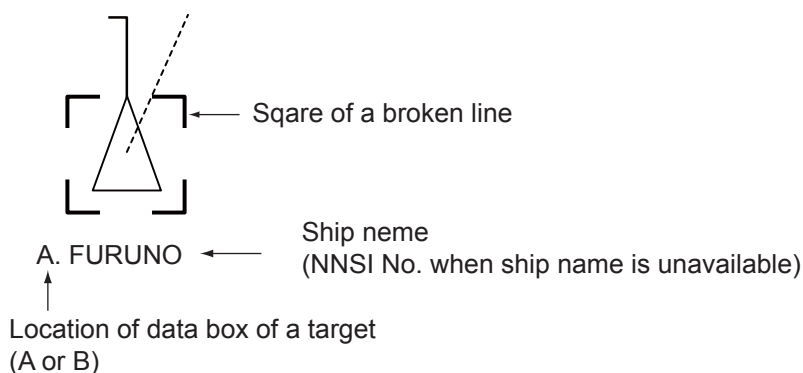 Sqare of a broken line
A. FURUNO
Ship neme
(NNSI No. when ship name is unavailable)
Location of data box of a target
(A or B)